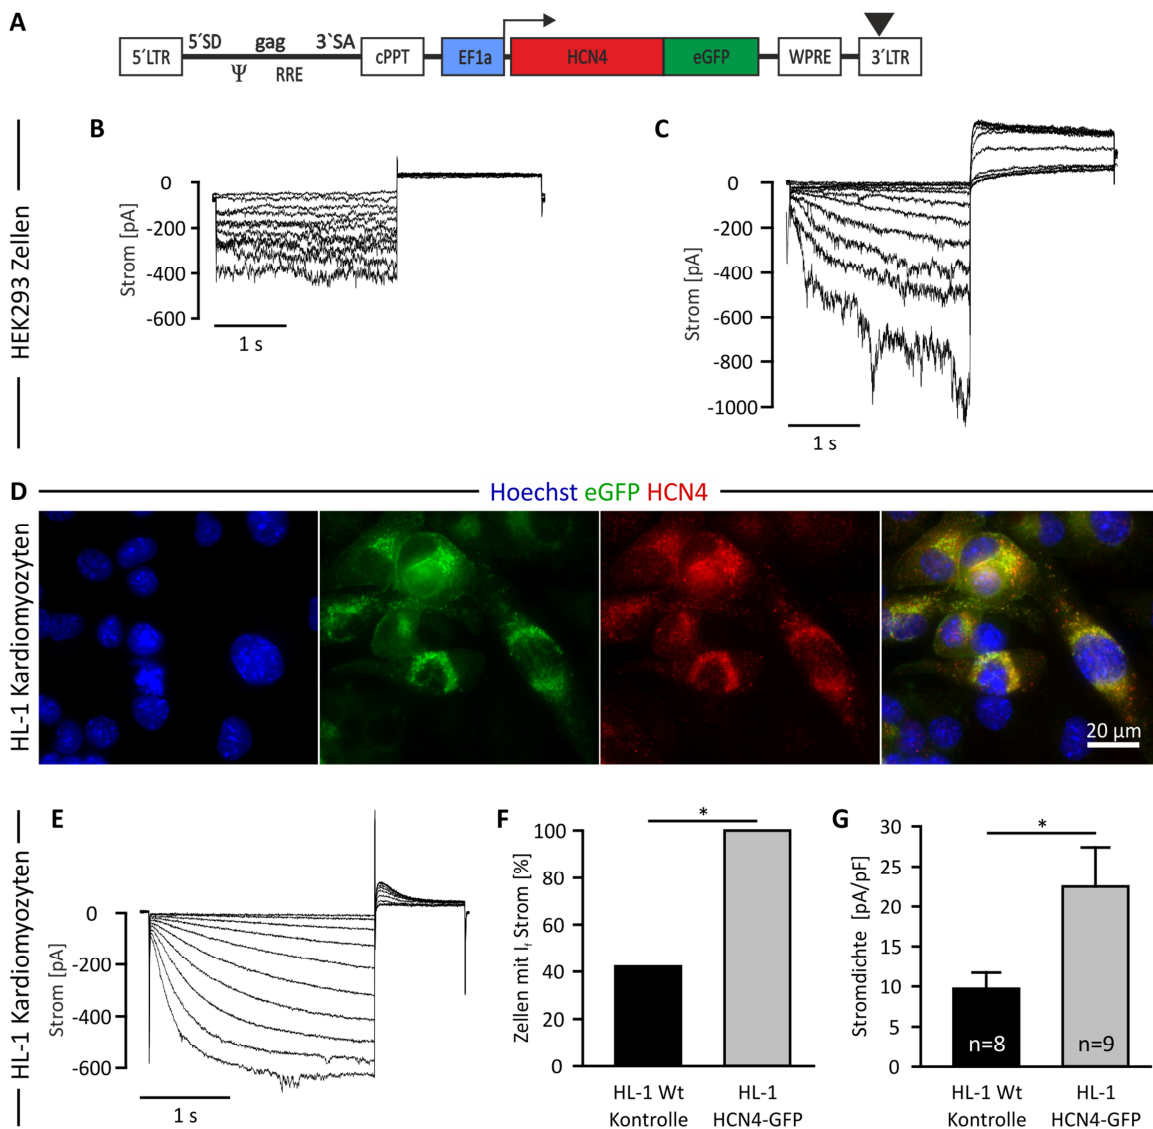 A
5´LTR
5´SD
gag
3`SA
Ψ
RRE
cPPT
EF1a
HCN4
eGFP
WPRE
3´LTR
HEK293 Zellen
B
Strom [pA]
0
-200
-400
-600
1 s
C
Strom [pA]
0
-200
-400
-600
-800
-1000
1 s
D
Hoechst eGFP HCN4
HL-1 Kardiomyozyten
20 µm
HL-1 Kardiomyozyten
E
Strom [pA]
0
-200
-400
-600
1 s
F
Zellen mit If Strom [%]
100
80
60
40
20
0
*
HL-1 Wt
Kontrolle
HL-1
HCN4-GFP
G
Stromdichte [pA/pF]
30
25
20
15
10
5
0
*
n=8
n=9
HL-1 Wt
Kontrolle
HL-1
HCN4-GFP